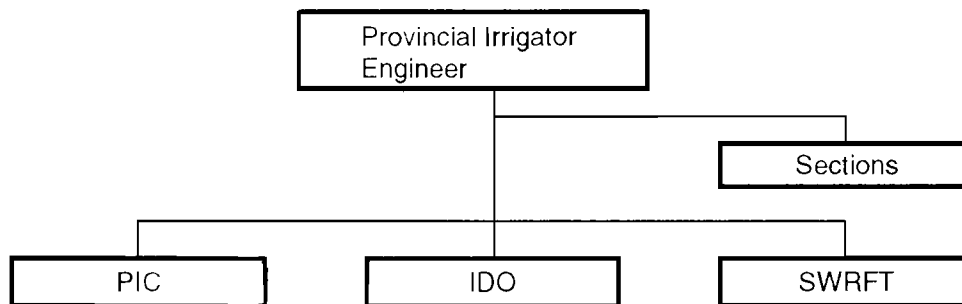 Provincial Irrigator
Engineer
Sections
PIC
IDO
SWRFT